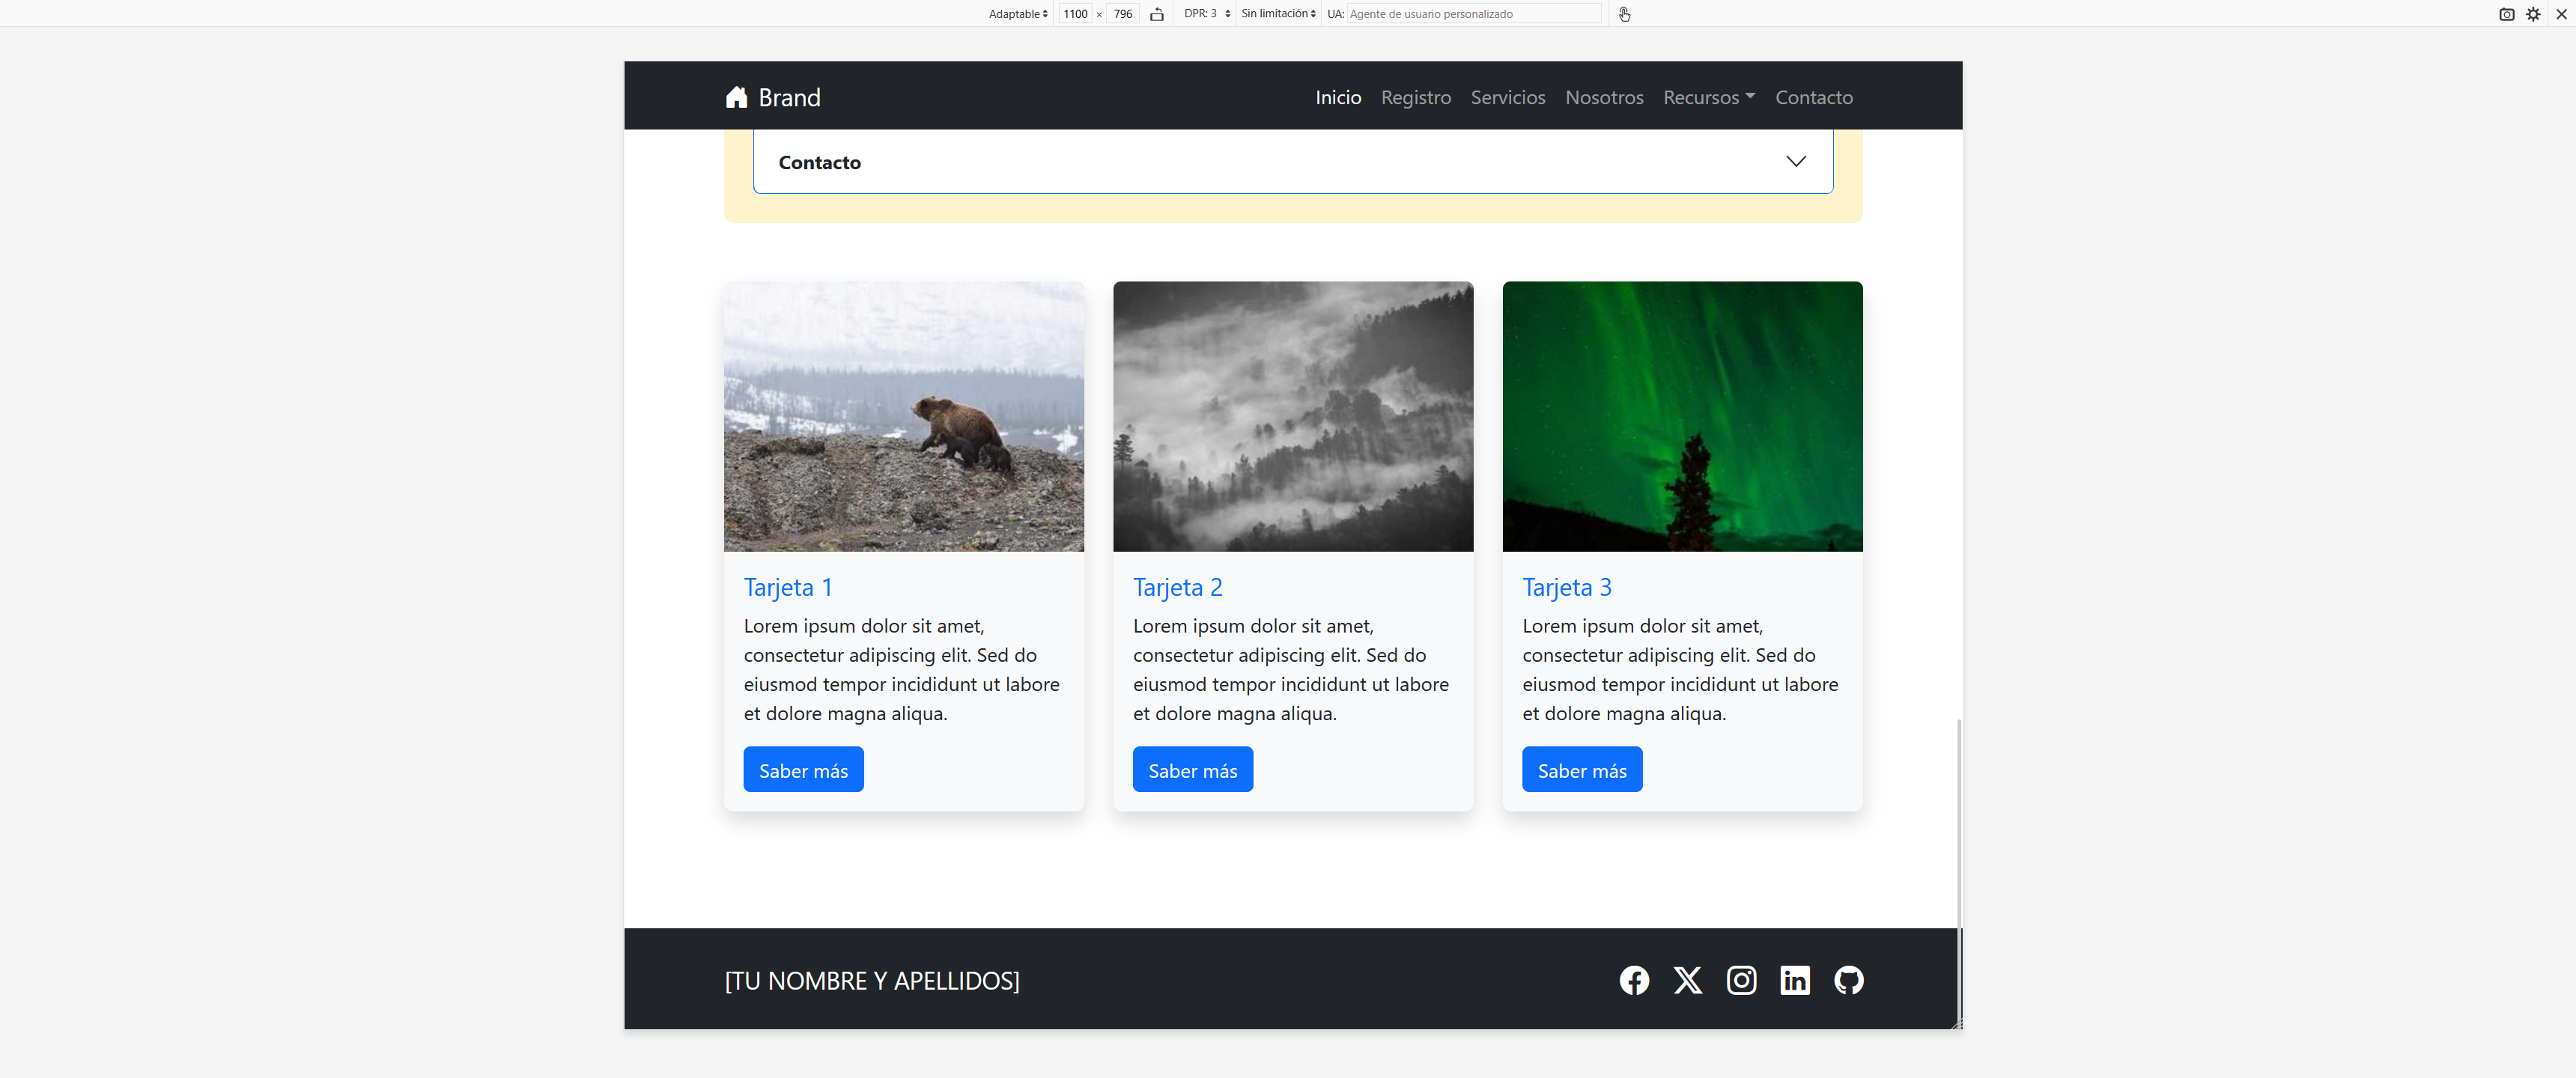 Adaptable 1100 × 796 DPR: 3 Sin limitación UA: Agente de usuario personalizado
Brand Inicio Registro Servicios Nosotros Recursos Contacto
Contacto
Tarjeta 1
Lorem ipsum dolor sit amet,
consectetur adipiscing elit. Sed do
eiusmod tempor incididunt ut labore
et dolore magna aliqua.
Saber más
Tarjeta 2
Lorem ipsum dolor sit amet,
consectetur adipiscing elit. Sed do
eiusmod tempor incididunt ut labore
et dolore magna aliqua.
Saber más
Tarjeta 3
Lorem ipsum dolor sit amet,
consectetur adipiscing elit. Sed do
eiusmod tempor incididunt ut labore
et dolore magna aliqua.
Saber más
[TU NOMBRE Y APELLIDOS]